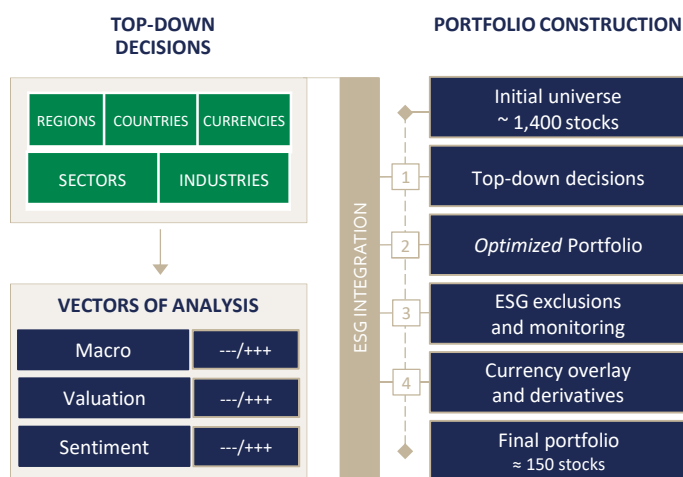 TOP-DOWN
DECISIONS
REGIONS
COUNTRIES
CURRENCIES
SECTORS
INDUSTRIES
VECTORS OF ANALYSIS
Macro
---/+++
Valuation
---/+++
Sentiment
---/+++
ESG INTEGRATION
PORTFOLIO CONSTRUCTION
Initial universe
~ 1,400 stocks
1
Top-down decisions
2
Optimized Portfolio
3
ESG exclusions
and monitoring
4
Currency overlay
and derivatives
Final portfolio
≈ 150 stocks